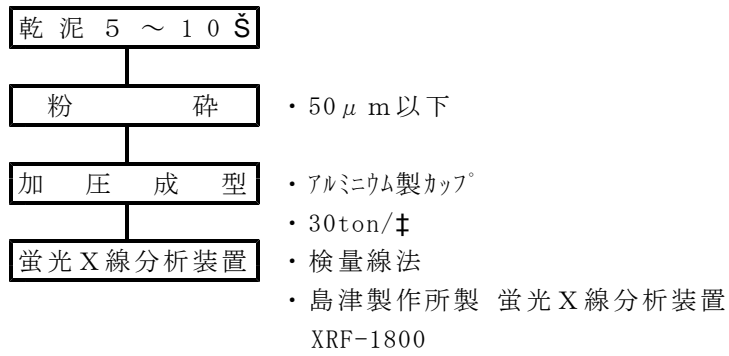 乾泥5～10Š
粉砕
・50μm以下
加圧成型
・ｱﾙﾐﾆｳﾑ製ｶｯﾌﾟ
・30ton/‡
蛍光X線分析装置
・検量線法
・島津製作所製 蛍光X線分析装置
XRF-1800